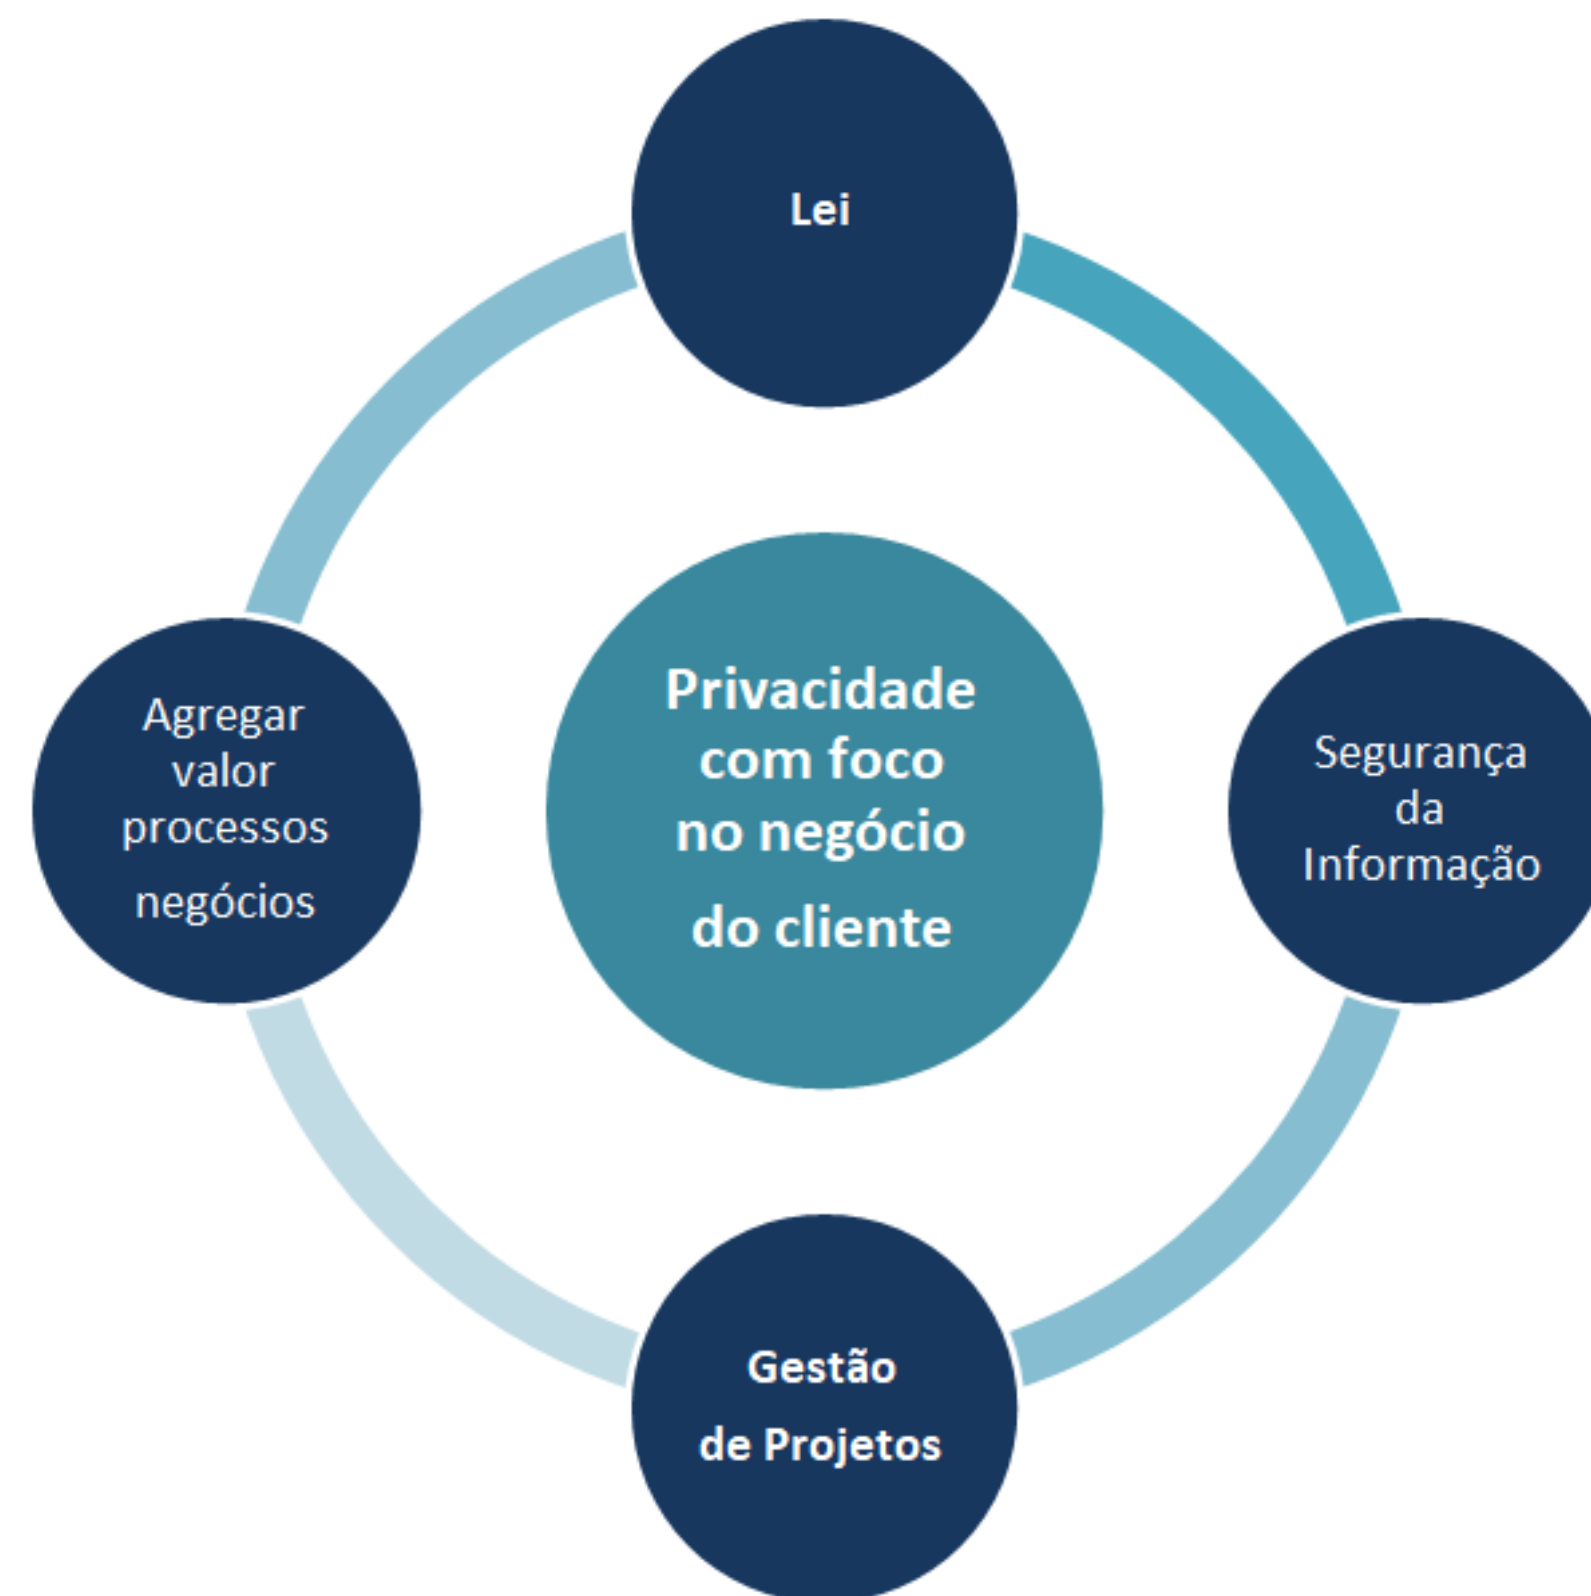 Lei
Agregar
valor
processos
negócios
Privacidade
com foco
no negócio
do cliente
Segurança
da
Informação
Gestão
de Projetos